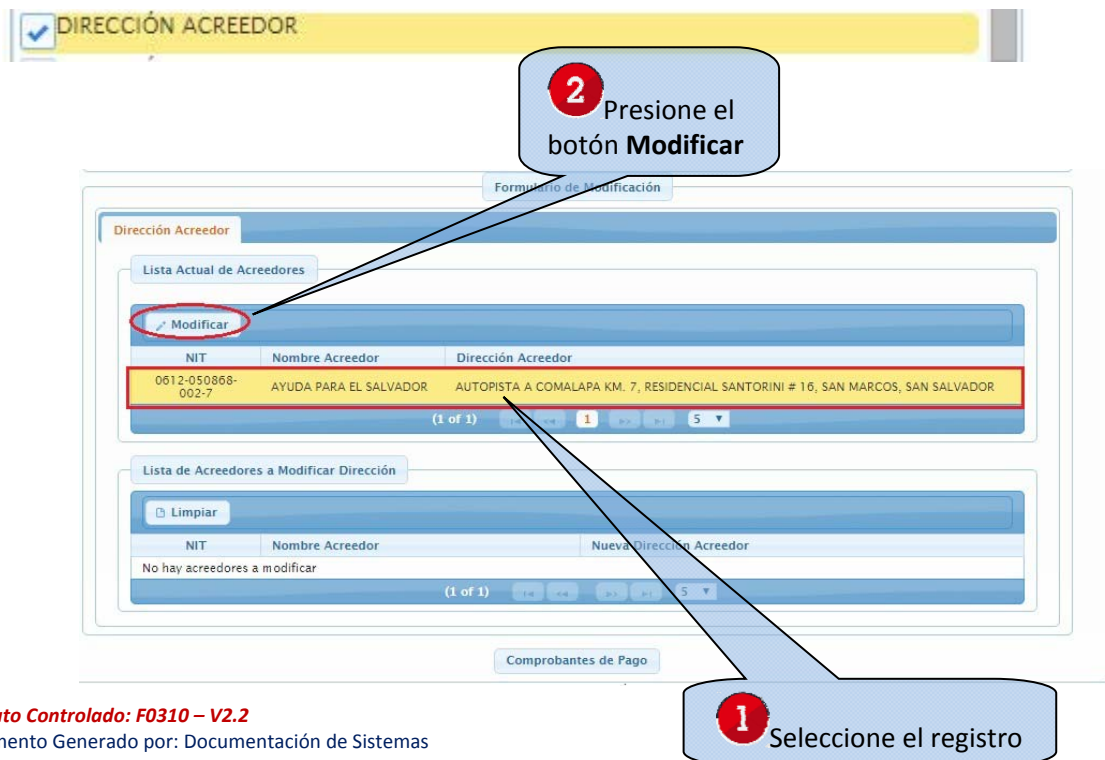 DIRECCIÓN ACREEDOR
2
Presione el
botón Modificar
Formulario de Modificación
Dirección Acreedor
Lista Actual de Acreedores
Modificar
NIT Nombre Acreedor Dirección Acreedor
0612-050868-
002-7 AYUDA PARA EL SALVADOR AUTOPISTA A COMALAPA KM. 7, RESIDENCIAL SANTORINI # 16, SAN MARCOS, SAN SALVADOR
(1 of 1) 1 5
Lista de Acreedores a Modificar Dirección
Limpiar
NIT Nombre Acreedor Nueva Dirección Acreedor
No hay acreedores a modificar
(1 of 1) 5
Comprobantes de Pago
1
Seleccione el registro
ato Controlado: F0310 – V2.2
mento Generado por: Documentación de Sistemas